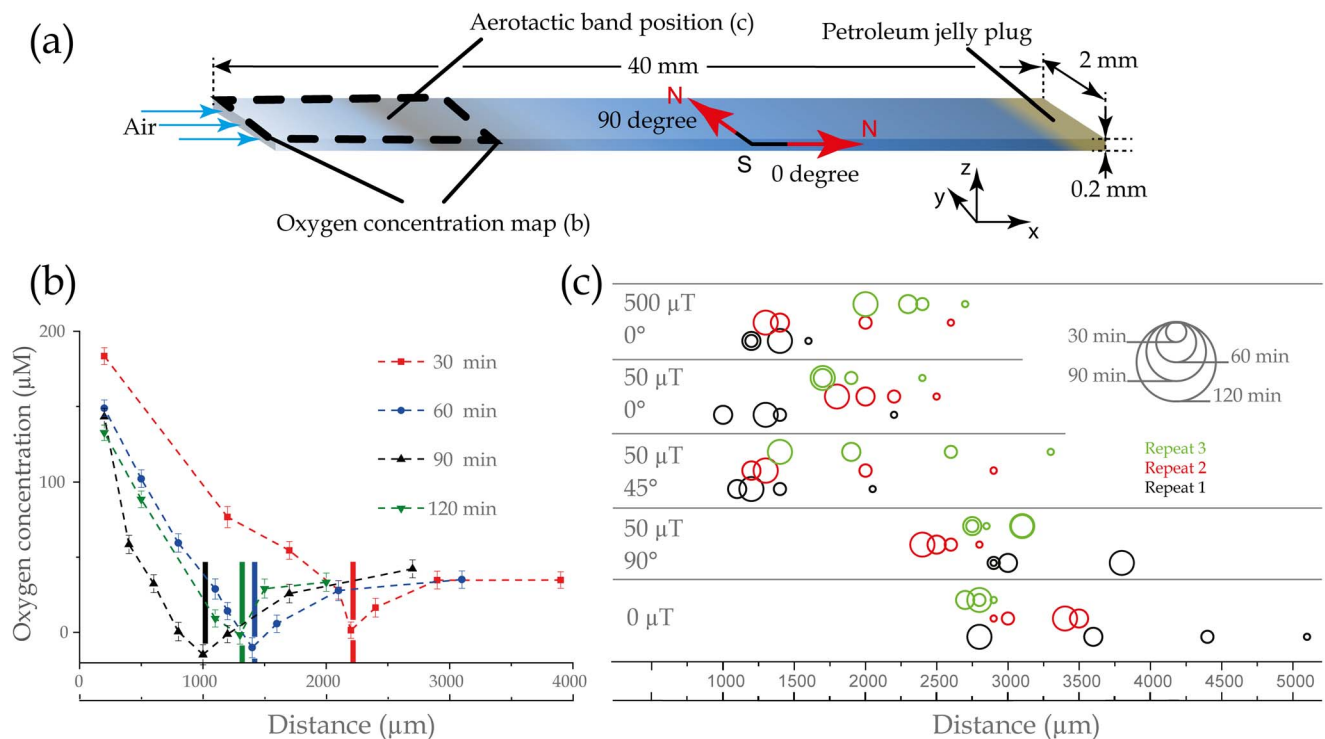 (a)
Aerotactic band position (c)
Petroleum jelly plug
40 mm
2 mm
Air
N
90 degree
N
S
0 degree
0.2 mm
Oxygen concentration map (b)
z
y
x
(b)
Oxygen concentration (µM)
200
100
0
30 min
60 min
90 min
120 min
0
1000
2000
3000
4000
Distance (µm)
(c)
500 µT
0°
50 µT
0°
50 µT
45°
50 µT
90°
0 µT
30 min
60 min
90 min
120 min
Repeat 3
Repeat 2
Repeat 1
1000
1500
2000
2500
3000
3500
4000
4500
5000
Distance (µm)